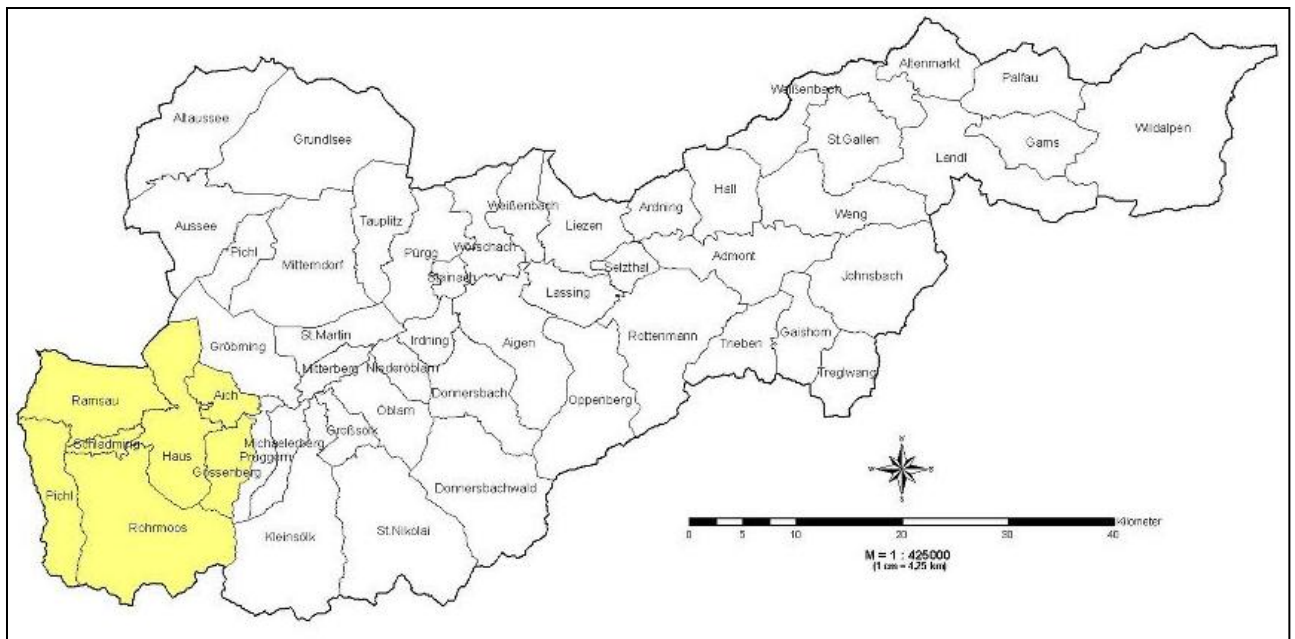 Altenmarkt
Palfau
Weißenbach
Altaussee
Grundlsee
St.Gallen
Wildalpen
Gams
Landl
Hall
Ardning
Weißenbach
Aussee
Tauplitz
Liezen
Weng
Pichl
Mitterndorf
Pürgg
Wörschach
Selzthal
Admont
Stainach
Johnsbach
Lassing
St.Martin
Irdning
Aigen
Rottenmann
Trieben
Gaishorn
Gröbming
Mitterberg
Niederöblarn
Treglwang
Ramsau
Aich
Donnersbach
Oppenberg
Öblarn
Schladming
Haus
Michaelerberg
Großsölk
Pruggern
Gössenberg
Pichl
Donnersbachwald
Rohrmoos
Kleinsölk
St.Nikolai
Kilometer
0 5 10 20 30 40
M = 1 : 425000
(1 cm = 4,25 km)